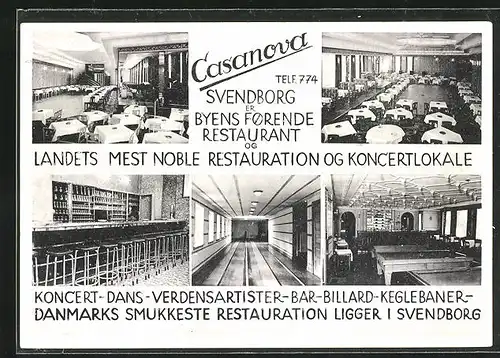 Casanova
TELF. 774
SVENDBORG
ER
BYENS FØRENDE
RESTAURANT
OG
LANDETS MEST NOBLE RESTAURATION OG KONCERTLOKALE
KONCERT-DANS-VERDENSARTISTER-BAR-BILLARD-KEGLEBANER-
DANMARKS SMUKKESTE RESTAURATION LIGGER I SVENDBORG